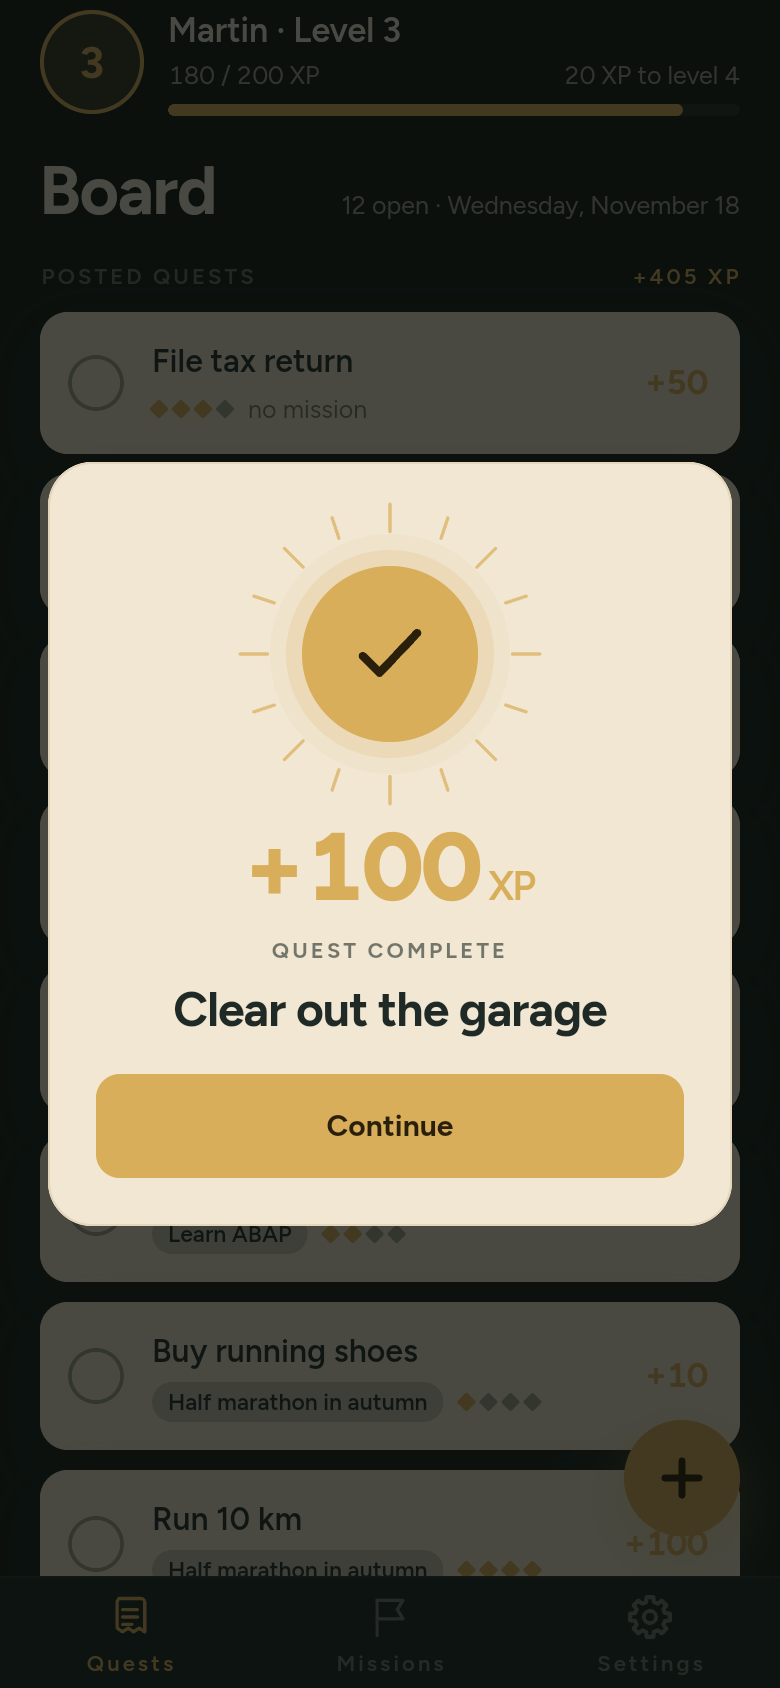 3
Martin · Level 3
180 / 200 XP
20 XP to level 4
Board
12 open · Wednesday, November 18
POSTED QUESTS
+405 XP
File tax return
no mission
+50
+100 XP
QUEST COMPLETE
Clear out the garage
Continue
Learn ABAP
Buy running shoes
Half marathon in autumn
+10
Run 10 km
Half marathon in autumn
+100
Quests
Missions
Settings